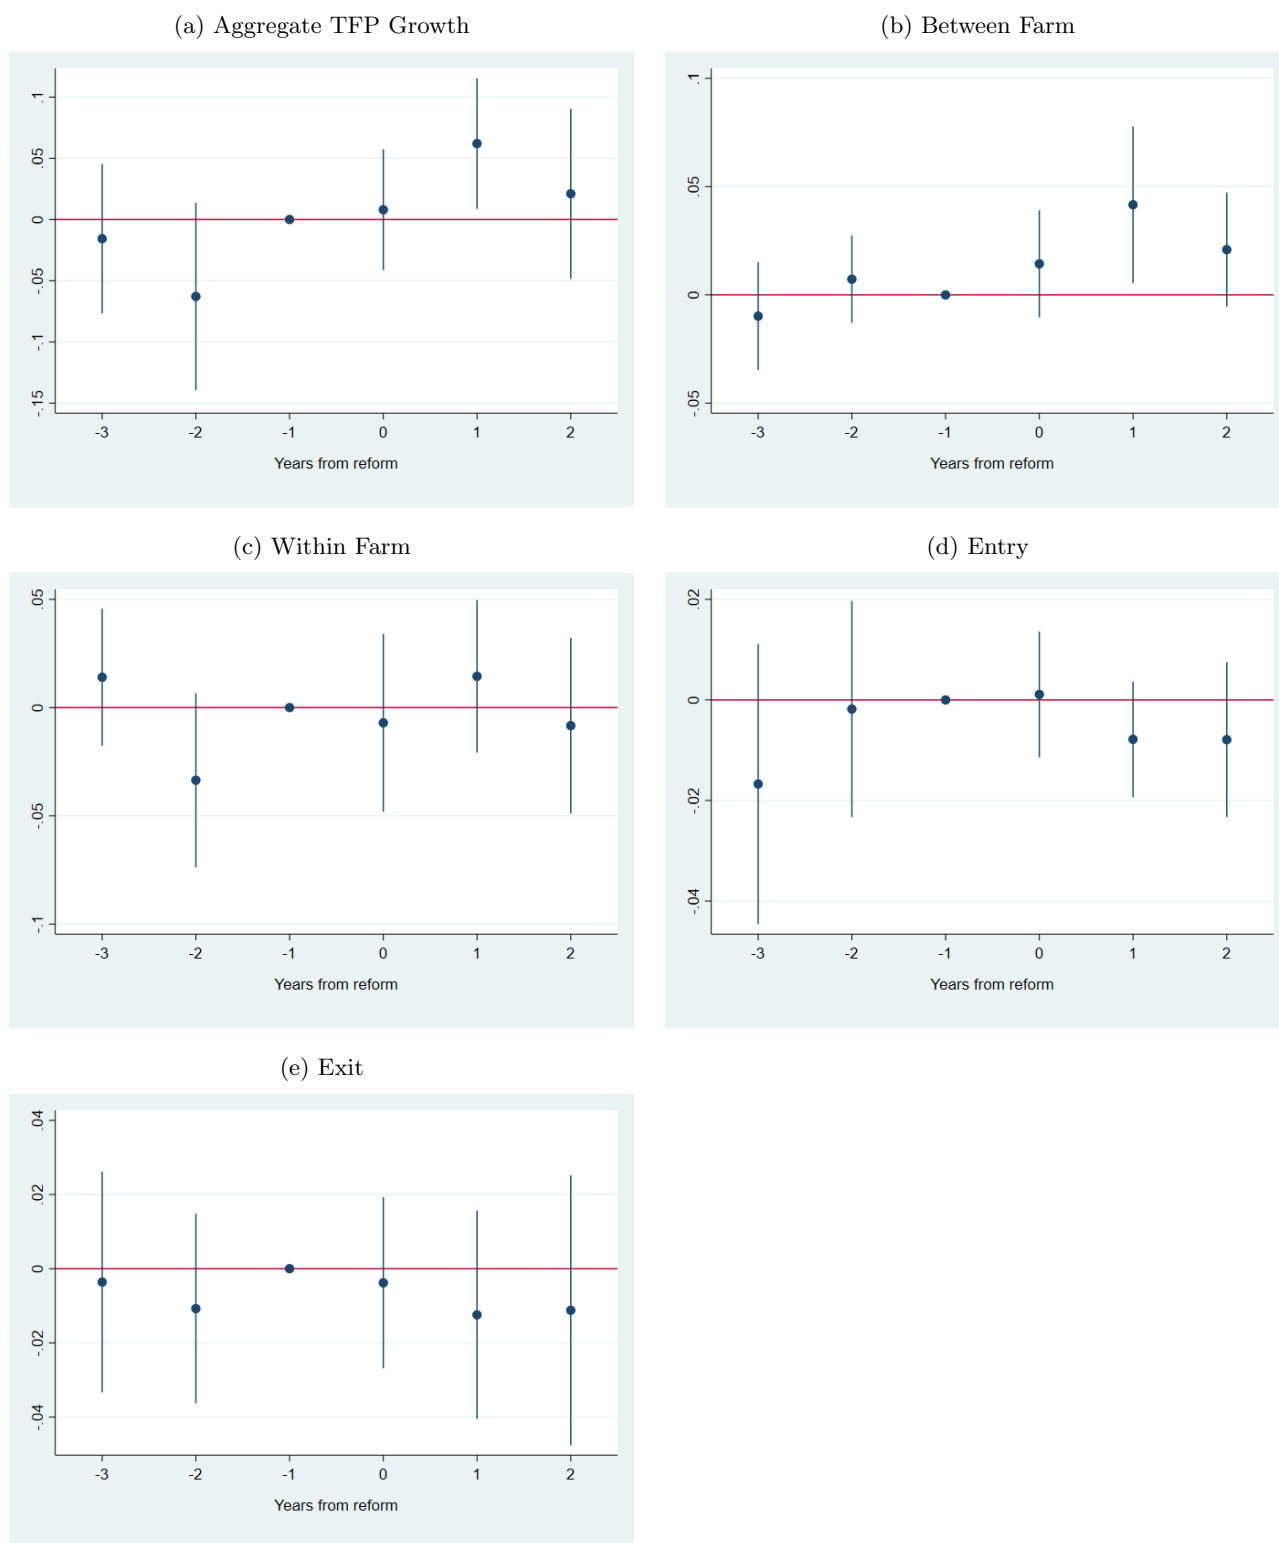 (a) Aggregate TFP Growth
.1
.05
0
-.05
-.1
-.15
-3 -2 -1 0 1 2
Years from reform
(b) Between Farm
.1
.05
0
-.05
-3 -2 -1 0 1 2
Years from reform
(c) Within Farm
.05
0
-.05
-.1
-3 -2 -1 0 1 2
Years from reform
(d) Entry
.02
0
-.02
-.04
-3 -2 -1 0 1 2
Years from reform
(e) Exit
.04
.02
0
-.02
-.04
-3 -2 -1 0 1 2
Years from reform